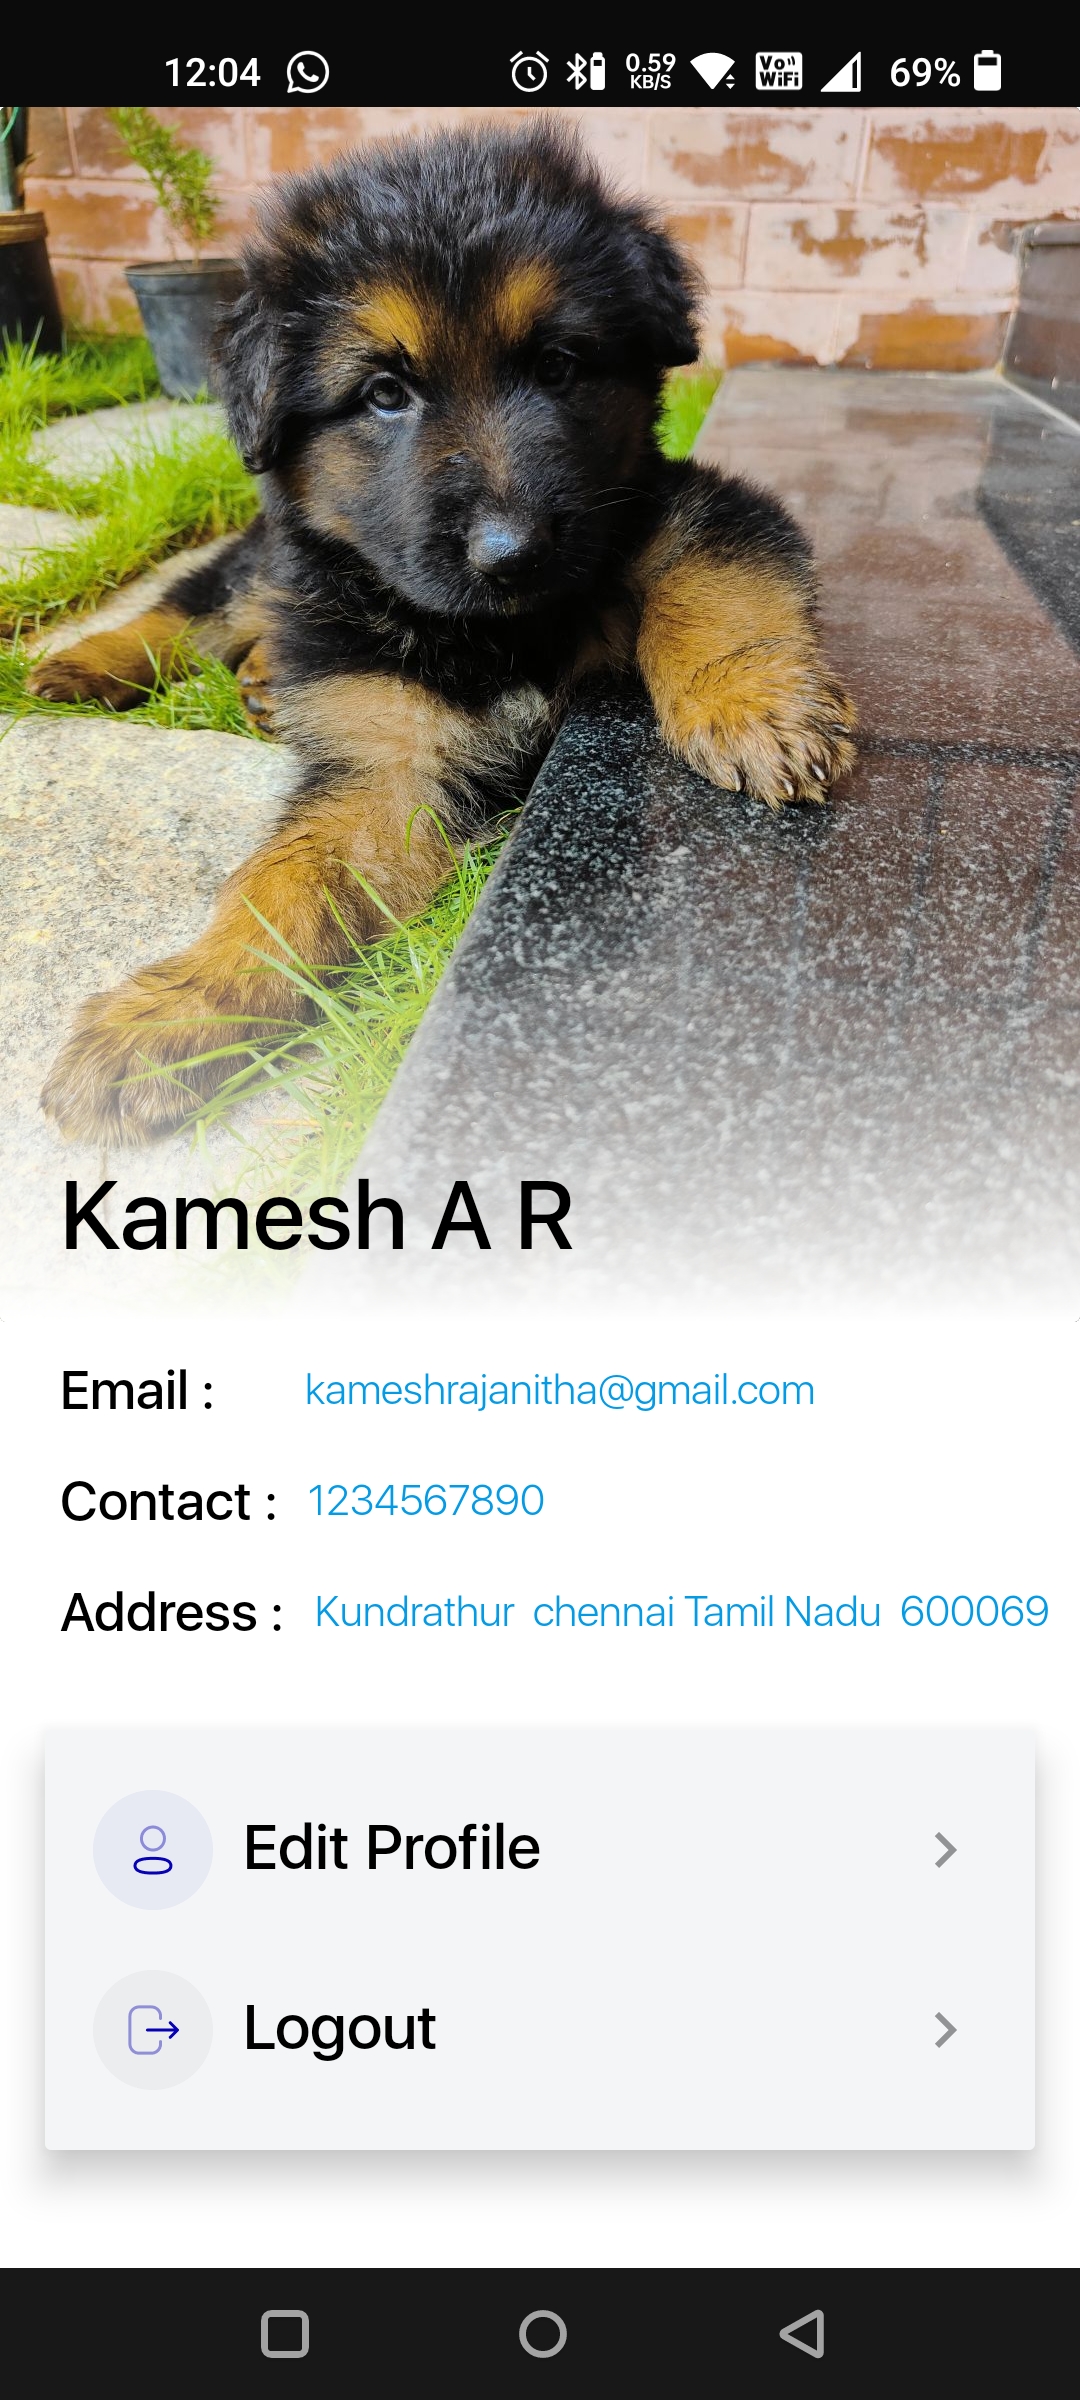 12:04 0.59 KB/S Vo WiFi 69%
Kamesh A R
Email : kameshrajanitha@gmail.com
Contact : 1234567890
Address : Kundrathur chennai Tamil Nadu 600069
Edit Profile
Logout